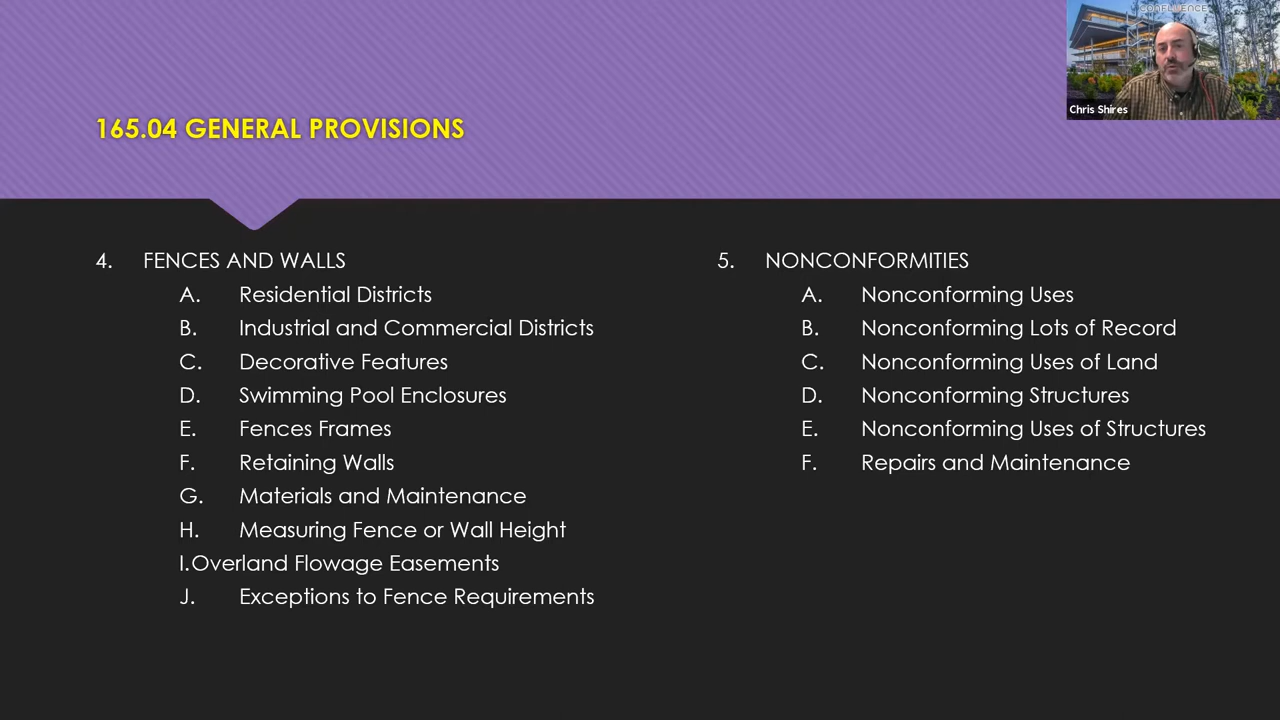 CONFLUENCE
Chris Shires
165.04 GENERAL PROVISIONS
4. FENCES AND WALLS
A. Residential Districts
B. Industrial and Commercial Districts
C. Decorative Features
D. Swimming Pool Enclosures
E. Fences Frames
F. Retaining Walls
G. Materials and Maintenance
H. Measuring Fence or Wall Height
I.Overland Flowage Easements
J. Exceptions to Fence Requirements
5. NONCONFORMITIES
A. Nonconforming Uses
B. Nonconforming Lots of Record
C. Nonconforming Uses of Land
D. Nonconforming Structures
E. Nonconforming Uses of Structures
F. Repairs and Maintenance